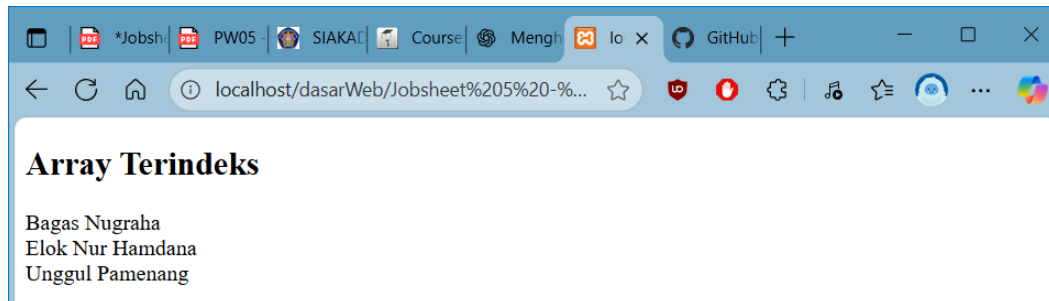 *Jobshe
PW05 -
SIAKAD
Course:
Mengh
lo
GitHub
localhost/dasarWeb/Jobsheet%205%20-%...
Array Terindeks
Bagas Nugraha
Elok Nur Hamdana
Unggul Pamenang